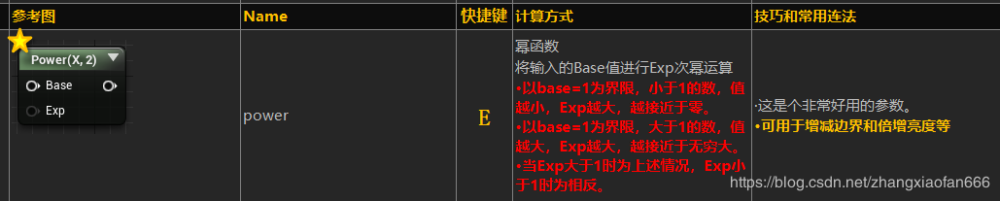 参考图 Name 快捷键 计算方式 技巧和常用连法
Power(X, 2)
Base
Exp
power
E
幂函数
将输入的Base值进行Exp次幂运算
•以base=1为界限，小于1的数，值
越小，Exp越大，越接近于零。
•以base=1为界限，大于1的数，值
越大，Exp越大，越接近于无穷大。
•当Exp大于1时为上述情况，Exp小
于1时为相反。
·这是个非常好用的参数。
•可用于增减边界和倍增亮度等
https://blog.csdn.net/zhangxiaofan666